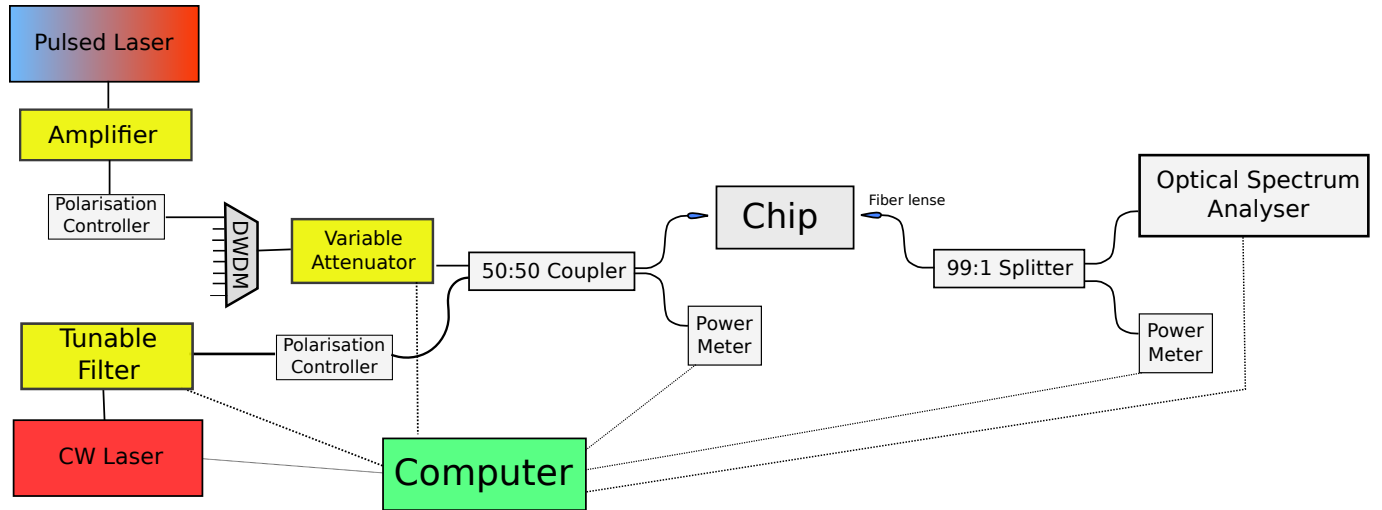 Pulsed Laser
Amplifier
Polarisation
Controller
DWDM
Variable
Attenuator
50:50 Coupler
Chip
Fiber lense
99:1 Splitter
Optical Spectrum
Analyser
Power
Meter
Power
Meter
Tunable
Filter
Polarisation
Controller
CW Laser
Computer